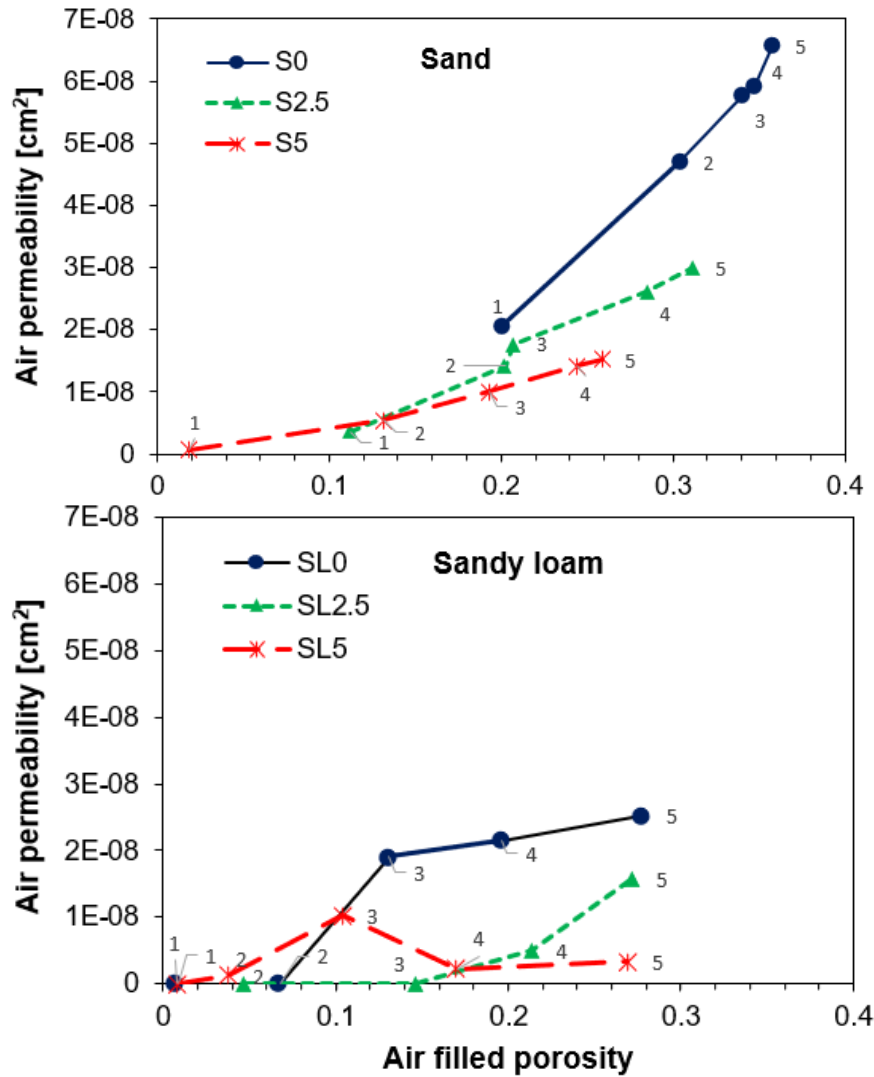 7E-08
6E-08
5E-08
4E-08
3E-08
2E-08
1E-08
0
Air permeability [cm²]
Sand
S0
S2.5
S5
1
2
3
4
5
1
2
3
4
5
1
2
3
4
5
0 0.1 0.2 0.3 0.4
7E-08
6E-08
5E-08
4E-08
3E-08
2E-08
1E-08
0
Air permeability [cm²]
Sandy loam
SL0
SL2.5
SL5
1
2
3
4
5
2
3
4
5
1
2
3
4
5
0 0.1 0.2 0.3 0.4
Air filled porosity